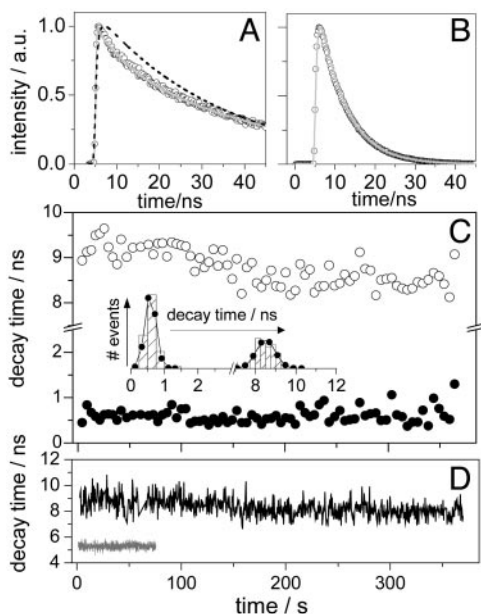 A
B
intensity / a.u.
1.0
0.5
0.0
0 10 20 30 40
0 10 20 30 40
time/ns
time/ns
C
decay time / ns
10
9
8
2
1
0
# events
decay time / ns
0 1 2 8 10 12
D
decay time / ns
12
10
8
6
4
0 100 200 300
time / s